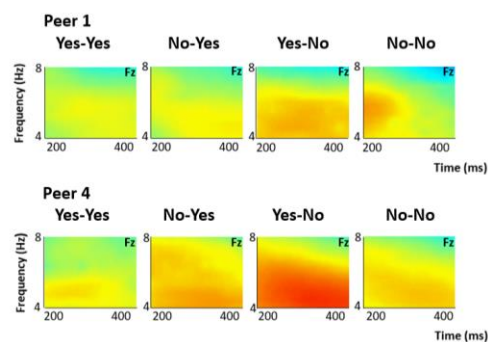 Peer 1
Yes-Yes No-Yes Yes-No No-No
Frequency (Hz)
8 Fz 8 Fz 8 Fz 8 Fz
4 4 4 4
200 400 200 400 200 400 200 400
Time (ms)
Peer 4
Yes-Yes No-Yes Yes-No No-No
Frequency (Hz)
8 Fz 8 Fz 8 Fz 8 Fz
4 4 4 4
200 400 200 400 200 400 200 400
Time (ms)